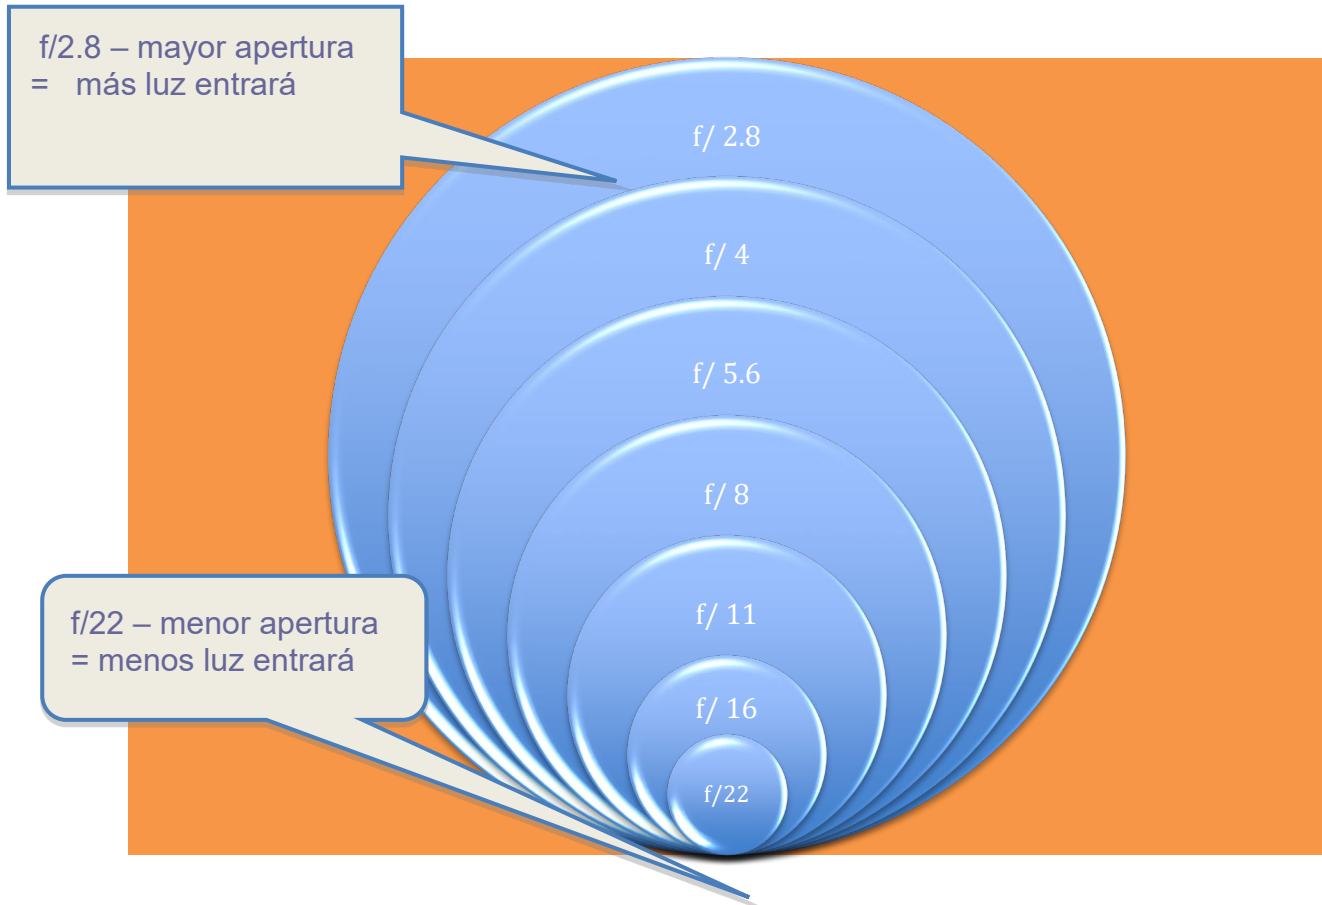 f/2.8 – mayor apertura
= más luz entrará
f/ 2.8
f/ 4
f/ 5.6
f/ 8
f/ 11
f/ 16
f/22
f/22 – menor apertura
= menos luz entrará